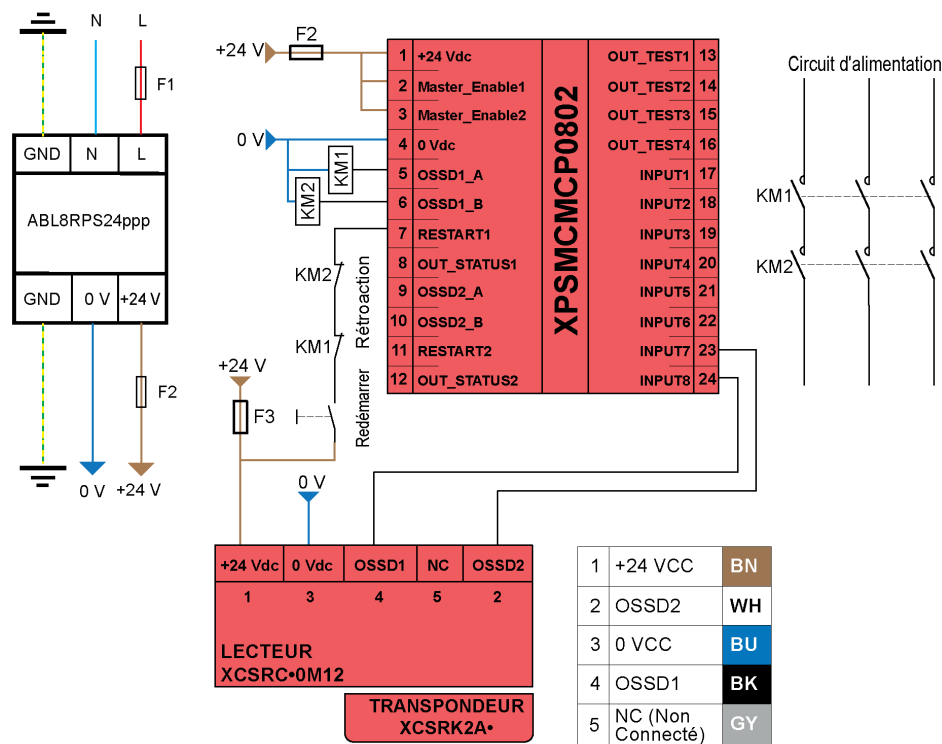 N L
F1
GND N L
ABL8RPS24ppp
GND 0 V +24 V
F2
0 V +24 V
+24 V F2
0 V
KM1
KM2
1 +24 Vdc
2 Master_Enable1
3 Master_Enable2
4 0 Vdc
5 OSSD1_A
6 OSSD1_B
7 RESTART1
8 OUT_STATUS1
9 OSSD2_A
10 OSSD2_B
11 RESTART2
12 OUT_STATUS2
XPSMCMCP0802
OUT_TEST1 13
OUT_TEST2 14
OUT_TEST3 15
OUT_TEST4 16
INPUT1 17
INPUT2 18
INPUT3 19
INPUT4 20
INPUT5 21
INPUT6 22
INPUT7 23
INPUT8 24
Circuit d'alimentation
KM1
KM2
KM2
KM1
Rétroaction
Redémarrer
+24 V
F3
0 V
+24 Vdc 0 Vdc OSSD1 NC OSSD2
1 3 4 5 2
LECTEUR
XCSRC•0M12
TRANSPONDEUR
XCSRK2A•
1 +24 VCC BN
2 OSSD2 WH
3 0 VCC BU
4 OSSD1 BK
5 NC (Non
Connecté) GY